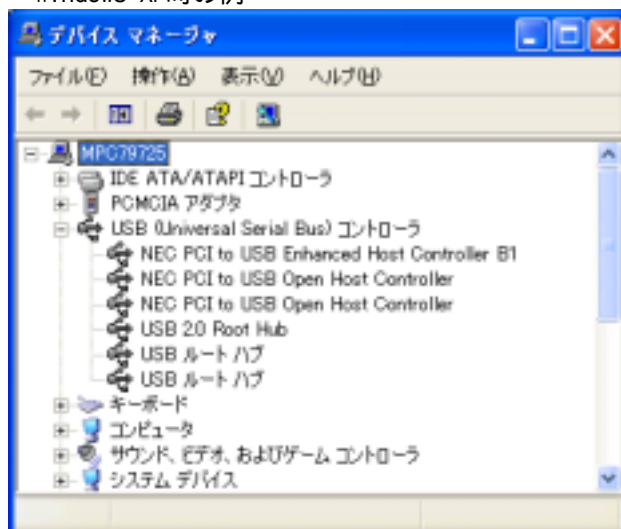 デバイス マネージャ
ファイル(F) 操作(A) 表示(V) ヘルプ(H)
MPC79725
IDE ATA/ATAPI コントローラ
PCMCIA アダプタ
USB (Universal Serial Bus) コントローラ
NEC PCI to USB Enhanced Host Controller B1
NEC PCI to USB Open Host Controller
NEC PCI to USB Open Host Controller
USB 2.0 Root Hub
USB ルート ハブ
USB ルート ハブ
キーボード
コンピュータ
サウンド、ビデオ、およびゲーム コントローラ
システム デバイス